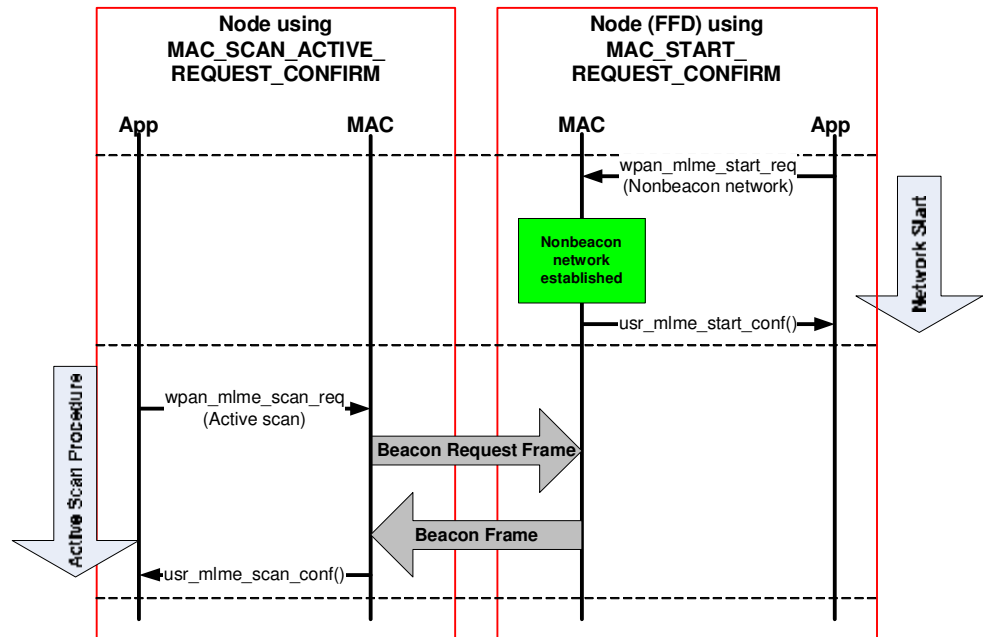 Node using
MAC_SCAN_ACTIVE_
REQUEST_CONFIRM
Node (FFD) using
MAC_START_
REQUEST_CONFIRM
App
MAC
MAC
App
wpan_mlme_start_req
(Nonbeacon network)
Nonbeacon
network
established
Network Start
usr_mlme_start_conf()
wpan_mlme_scan_req
(Active scan)
Beacon Request Frame
Active Scan Procedure
Beacon Frame
usr_mlme_scan_conf()